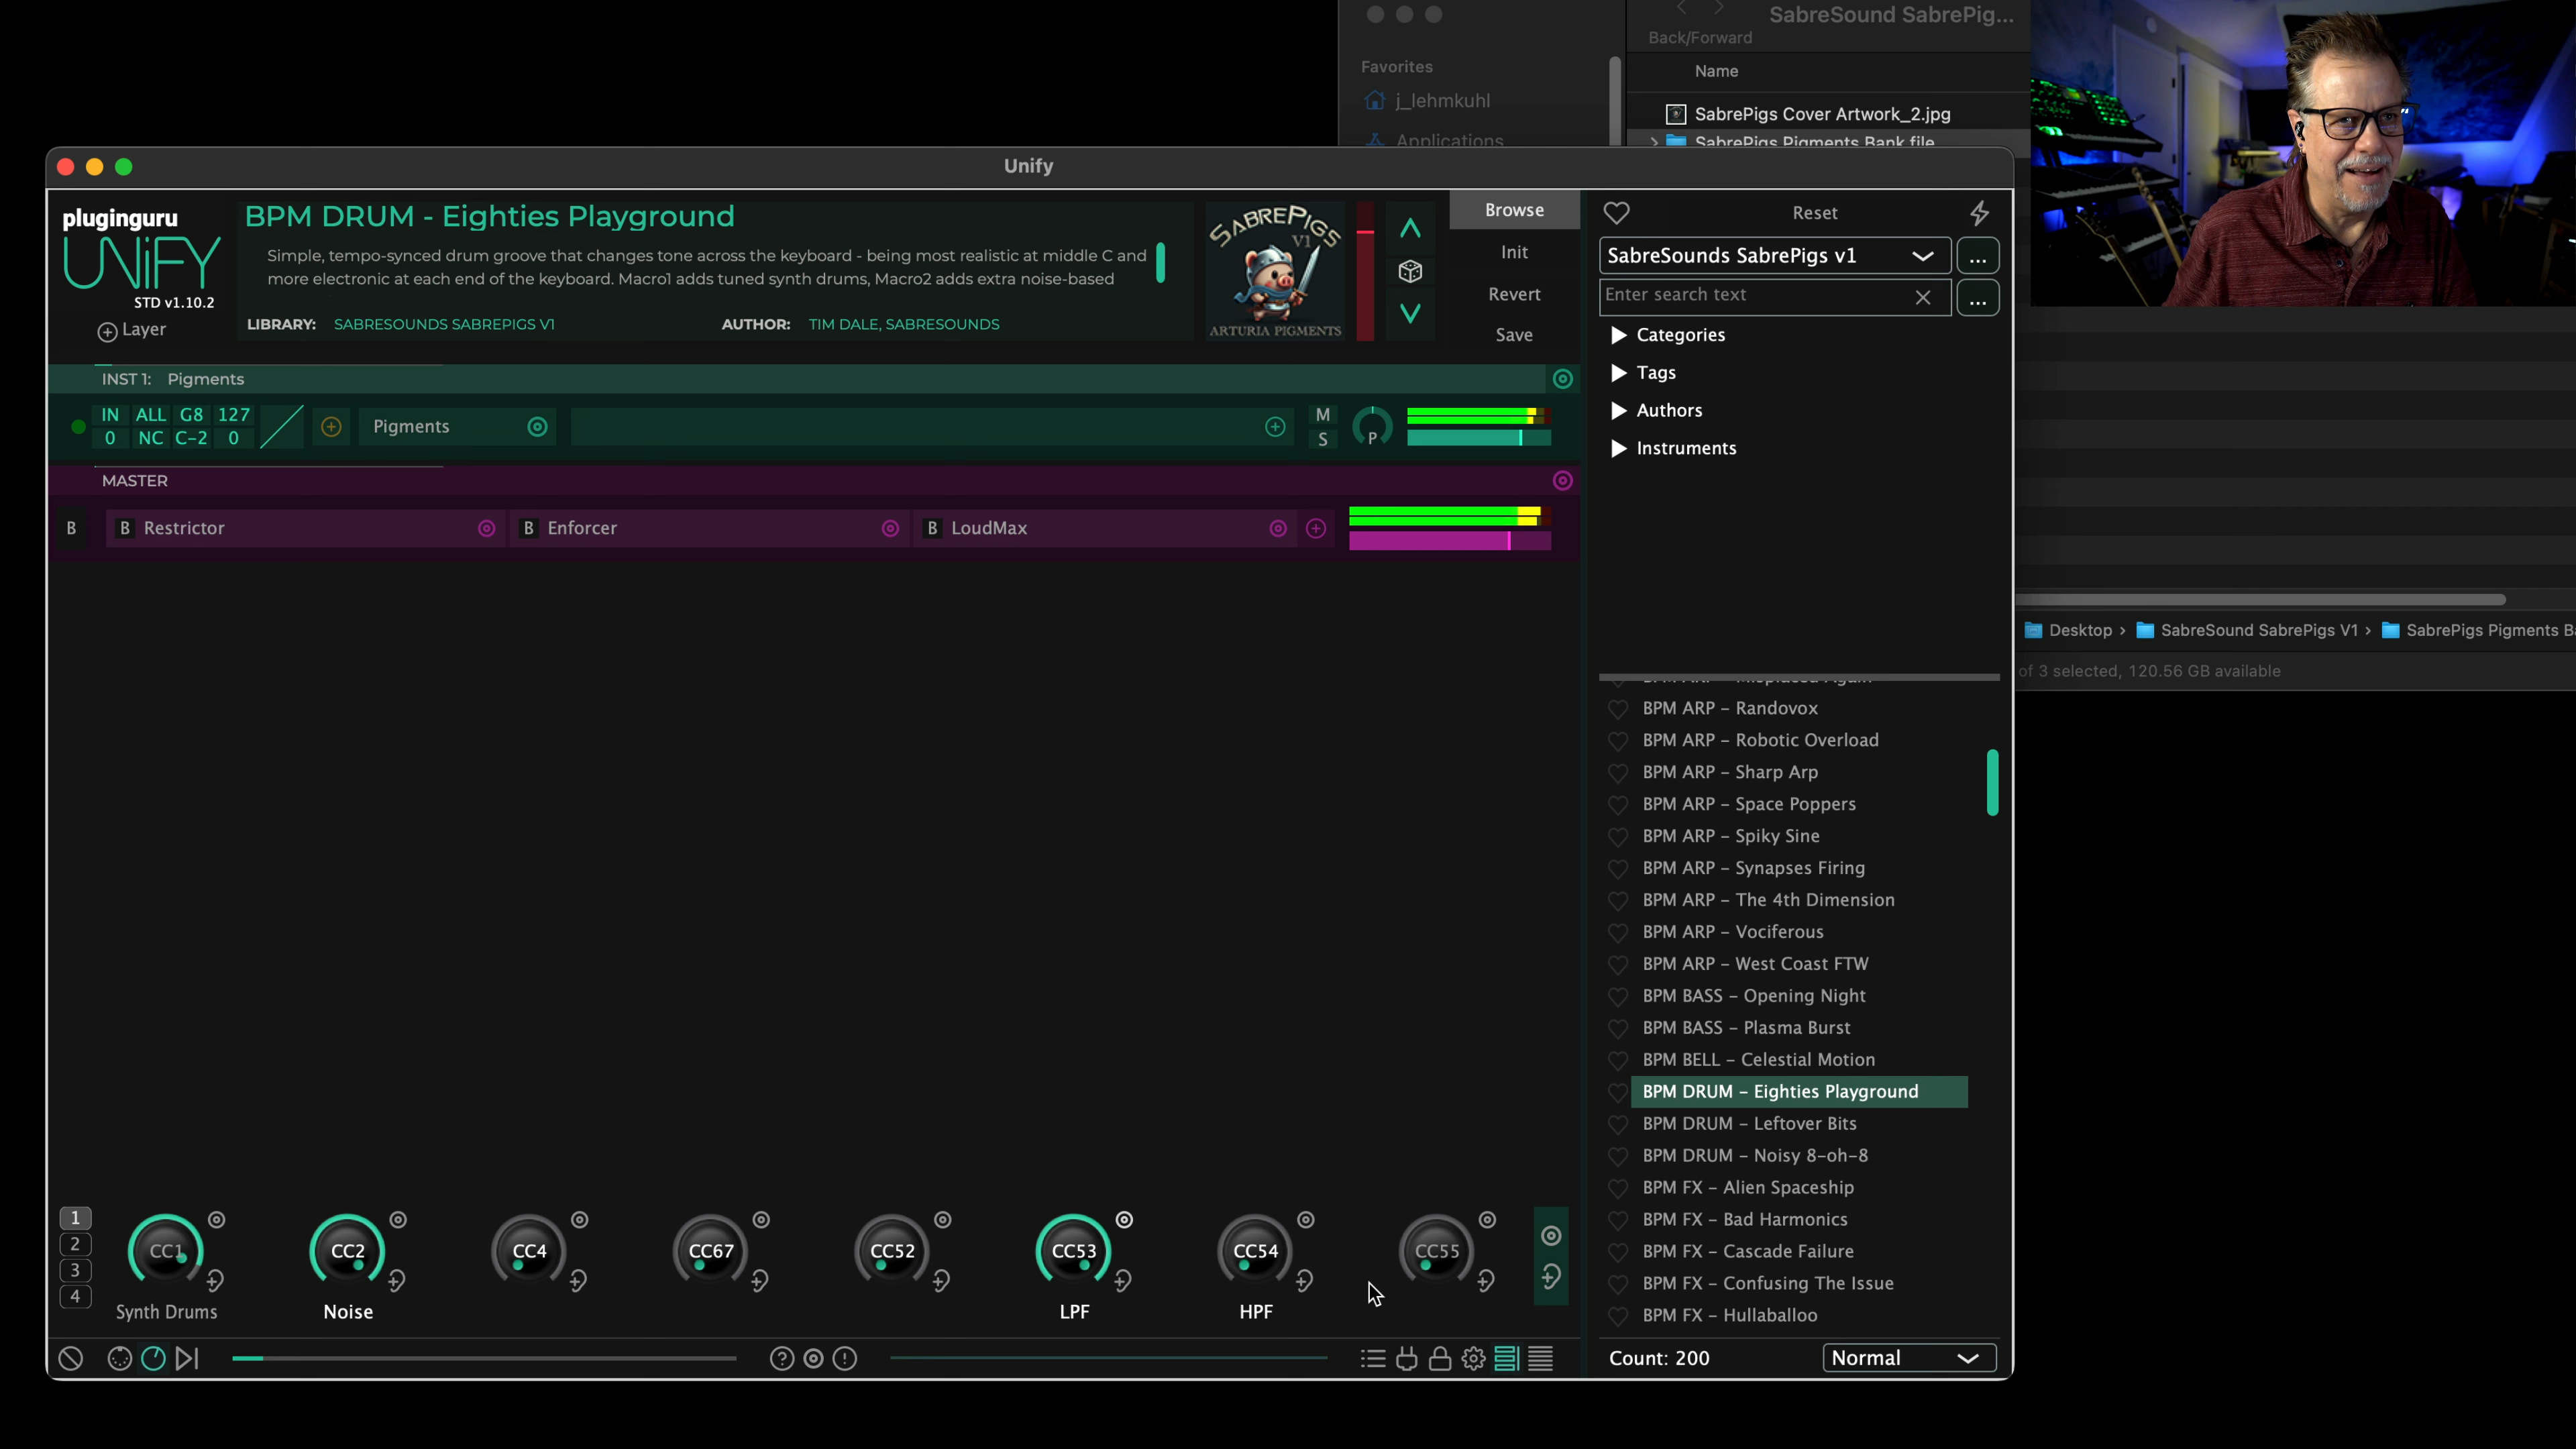 SabreSound SabrePig...
Back/Forward
Favorites
Name
j_lehmkuhl
SabrePigs Cover Artwork_2.jpg
Applications
SabrePigs Pigments Bank file
Unify
pluginguru
UNiFY
STD v1.10.2
Layer
BPM DRUM - Eighties Playground
Simple, tempo-synced drum groove that changes tone across the keyboard - being most realistic at middle C and
more electronic at each end of the keyboard. Macro1 adds tuned synth drums, Macro2 adds extra noise-based
LIBRARY: SABRESOUNDS SABREPIGS V1
AUTHOR: TIM DALE, SABRESOUNDS
SABREPIGS
V1
ARTURIA PIGMENTS
Browse
Init
Revert
Save
Reset
SabreSounds SabrePigs v1
...
Enter search text
...
Categories
Tags
Authors
Instruments
INST 1: Pigments
IN ALL G8 127
0 NC C-2 0
Pigments
M
S
P
MASTER
B
B Restrictor
B Enforcer
B LoudMax
Desktop › SabreSound SabrePigs V1 › SabrePigs Pigments B
of 3 selected, 120.56 GB available
BPM ARP – Misplaced Again
BPM ARP – Randovox
BPM ARP – Robotic Overload
BPM ARP – Sharp Arp
BPM ARP – Space Poppers
BPM ARP – Spiky Sine
BPM ARP – Synapses Firing
BPM ARP – The 4th Dimension
BPM ARP – Vociferous
BPM ARP – West Coast FTW
BPM BASS – Opening Night
BPM BASS – Plasma Burst
BPM BELL – Celestial Motion
BPM DRUM – Eighties Playground
BPM DRUM – Leftover Bits
BPM DRUM – Noisy 8-oh-8
BPM FX – Alien Spaceship
BPM FX – Bad Harmonics
BPM FX – Cascade Failure
BPM FX – Confusing The Issue
BPM FX – Hullaballoo
1
2
3
4
CC1 CC2 CC4 CC67 CC52 CC53 CC54 CC55
Synth Drums Noise LPF HPF
Count: 200
Normal